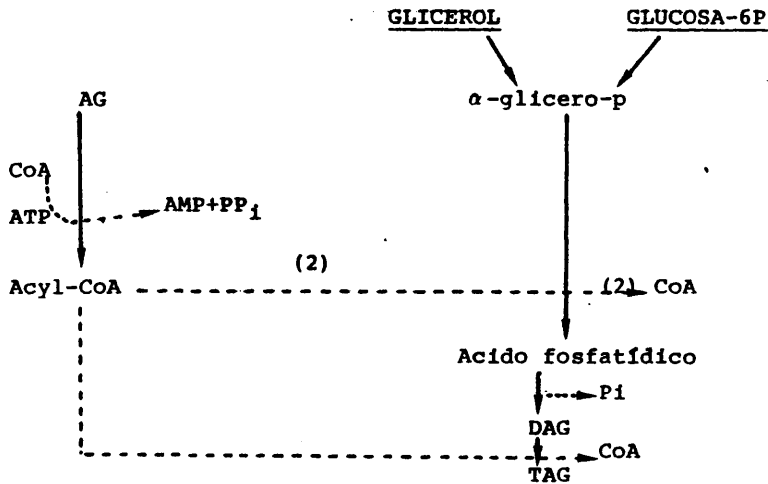 GLICEROL GLUCOSA-6P
AG α-glicero-p
CoA
ATP AMP+PPi
(2)
Acyl-CoA (2) CoA
Acido fosfatídico
Pi
DAG
CoA
TAG